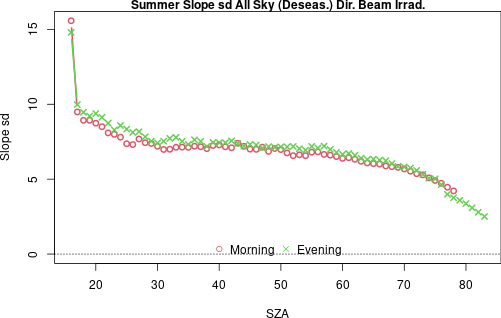 Summer Slope sd All Sky (Deseas.) Dir. Beam Irrad.
Slope sd
15
10
5
0
Morning Evening
20 30 40 50 60 70 80
SZA